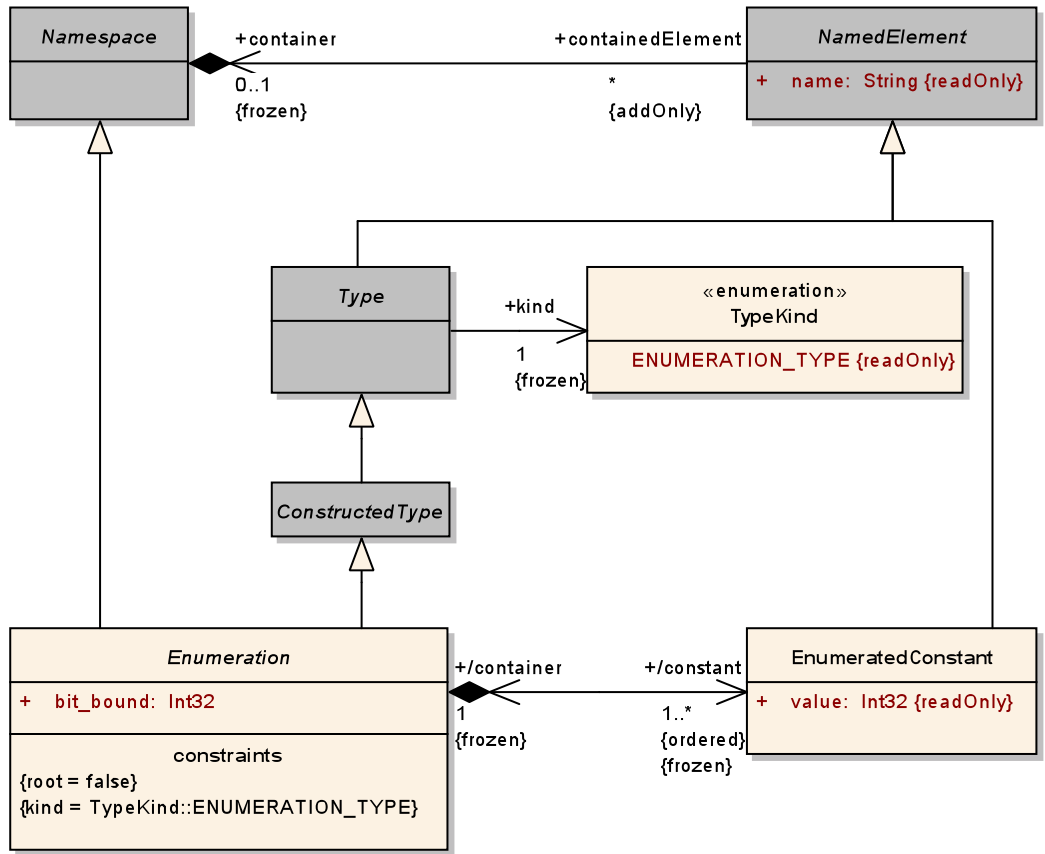 Namespace
+container
+containedElement
NamedElement
0..1
*
+ name: String {readOnly}
{frozen}
{addOnly}
Type
+kind
«enumeration»
TypeKind
1
{frozen}
ENUMERATION_TYPE {readOnly}
ConstructedType
Enumeration
+/container
+/constant
EnumeratedConstant
+ bit_bound: Int32
1
1..*
+ value: Int32 {readOnly}
{frozen}
{ordered}
{frozen}
constraints
{root = false}
{kind = TypeKind::ENUMERATION_TYPE}